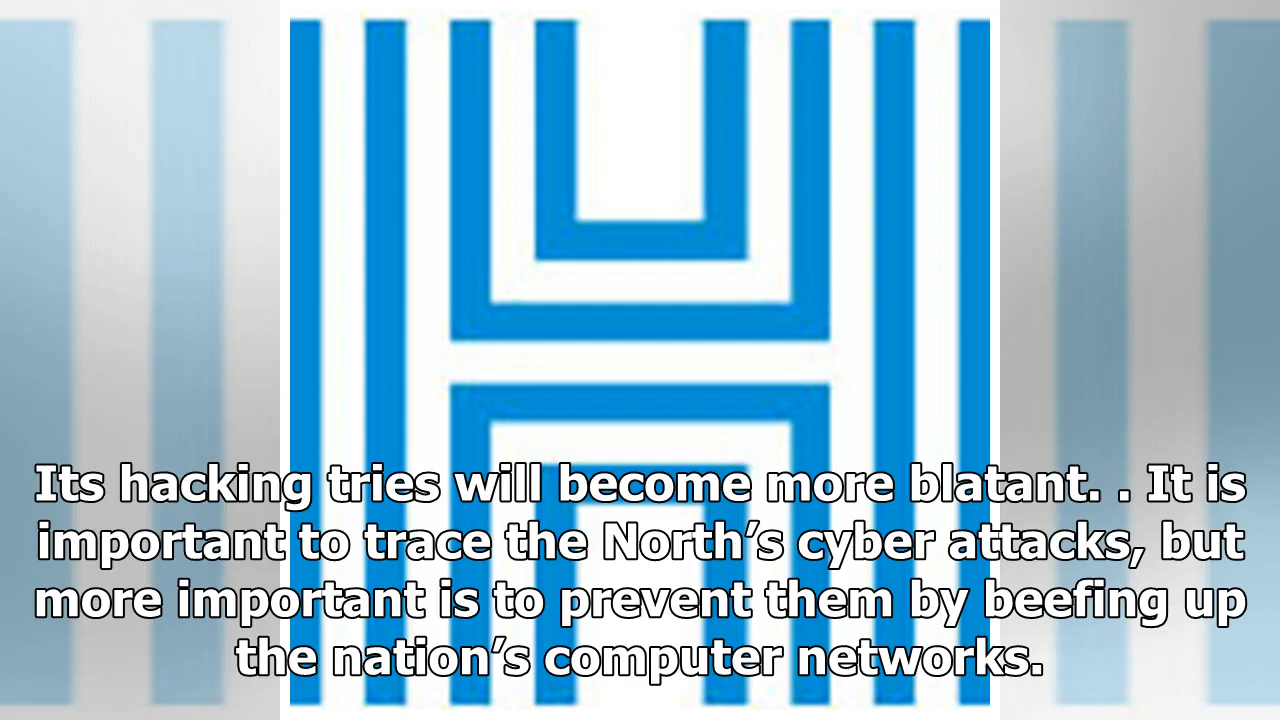 Its hacking tries will become more blatant. . It is
important to trace the North’s cyber attacks, but
more important is to prevent them by beefing up
the nation’s computer networks.